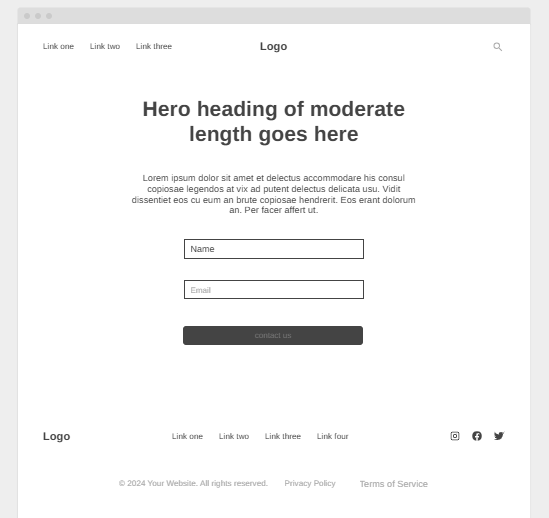 Link one Link two Link three Logo
Hero heading of moderate
length goes here
Lorem ipsum dolor sit amet et delectus accommodare his consul
copiosae legendos at vix ad putent delectus delicata usu. Vidit
dissentiet eos cu eum an brute copiosae hendrerit. Eos erant dolorum
an. Per facer affert ut.
Name
Email
contact us
Logo Link one Link two Link three Link four
© 2024 Your Website. All rights reserved. Privacy Policy Terms of Service